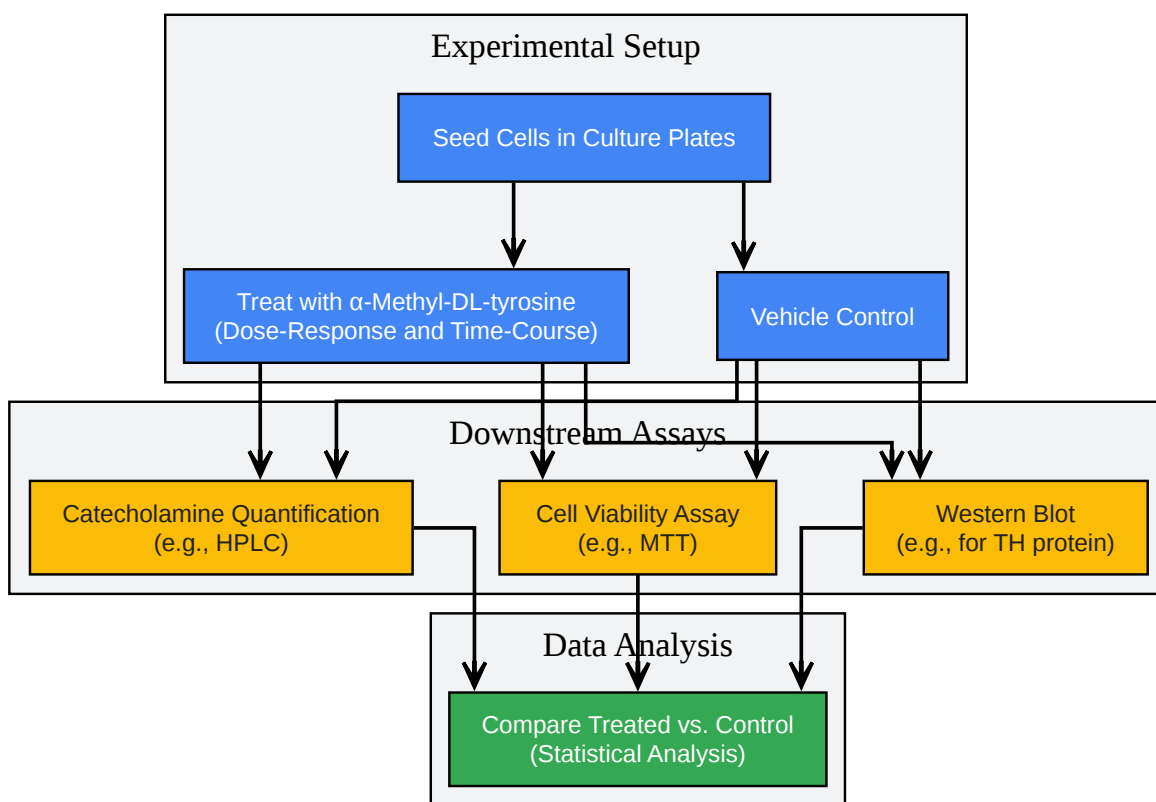 Experimental Setup
Seed Cells in Culture Plates
Treat with α-Methyl-DL-tyrosine
(Dose-Response and Time-Course)
Vehicle Control
Downstream Assays
Catecholamine Quantification
(e.g., HPLC)
Cell Viability Assay
(e.g., MTT)
Western Blot
(e.g., for TH protein)
Data Analysis
Compare Treated vs. Control
(Statistical Analysis)